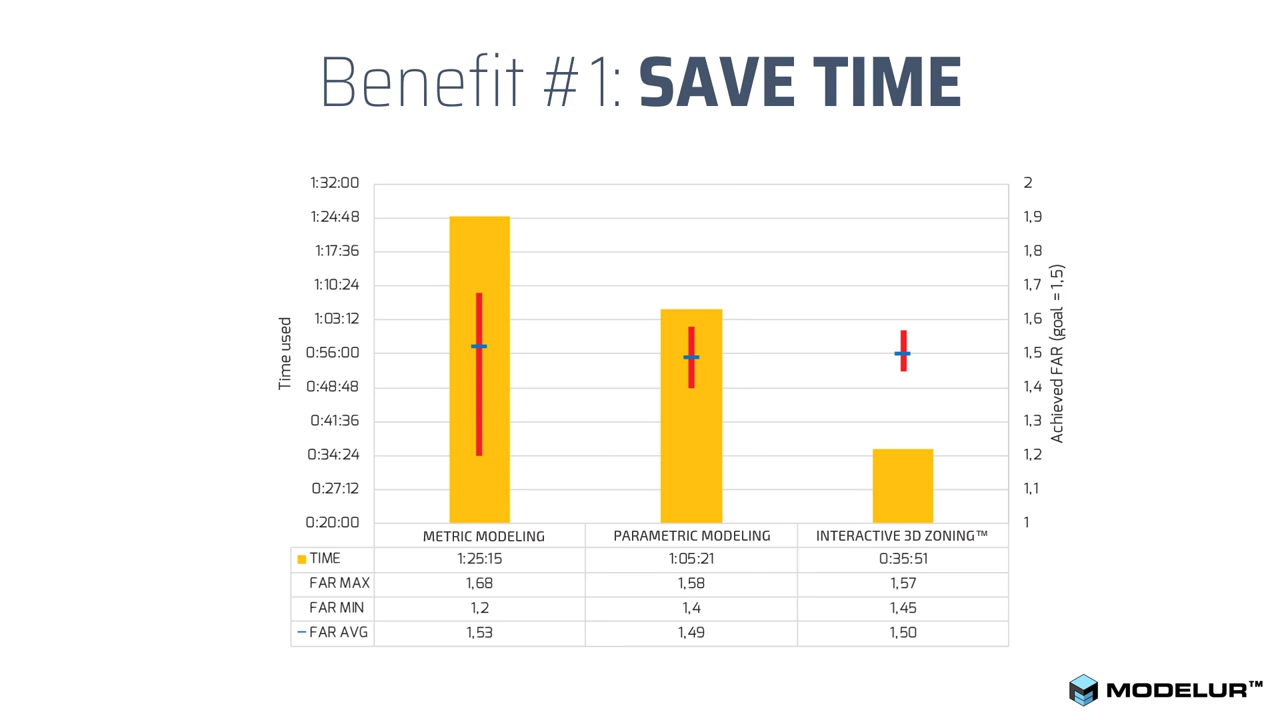 Benefit #1: SAVE TIME
1:32:00
1:24:48
1:17:36
1:10:24
1:03:12
0:56:00
0:48:48
0:41:36
0:34:24
0:27:12
0:20:00
Time used
2
1,9
1,8
1,7
1,6
1,5
1,4
1,3
1,2
1,1
1
Achieved FAR (goal = 1,5)
METRIC MODELING PARAMETRIC MODELING INTERACTIVE 3D ZONING™
TIME 1:25:15 1:05:21 0:35:51
FAR MAX 1,68 1,58 1,57
FAR MIN 1,2 1,4 1,45
FAR AVG 1,53 1,49 1,50
MODELUR™